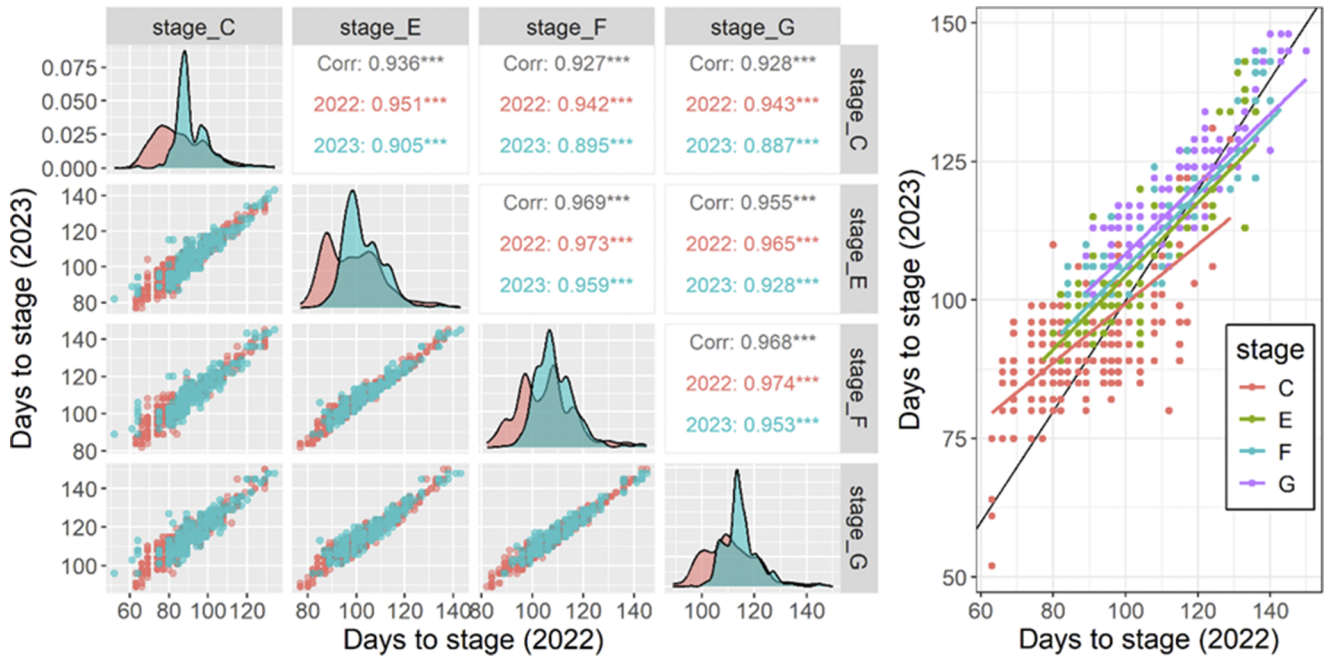 stage_C stage_E stage_F stage_G
0.075
0.050
0.025
0.000
Corr: 0.936***
2022: 0.951***
2023: 0.905***
Corr: 0.927***
2022: 0.942***
2023: 0.895***
Corr: 0.928***
2022: 0.943***
2023: 0.887***
stage_C
140
120
100
80
Corr: 0.969***
2022: 0.973***
2023: 0.959***
Corr: 0.955***
2022: 0.965***
2023: 0.928***
stage_E
140
120
100
80
Corr: 0.968***
2022: 0.974***
2023: 0.953***
stage_F
140
120
100
stage_G
60 80 100 120
80 100 120 140
80 100 120 140
100 120 140
Days to stage (2023)
Days to stage (2022)
150
125
100
75
50
60 80 100 120 140
Days to stage (2023)
Days to stage (2022)
stage
C
E
F
G